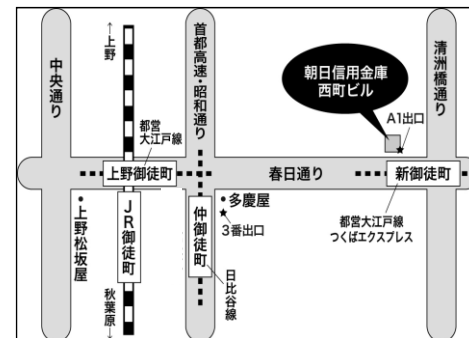 中央通り
←上野
首都高速・昭和通り
清洲橋通り
朝日信用金庫
西町ビル
A1出口
都営
大江戸線
上野御徒町
春日通り
新御徒町
上野松坂屋
JR御徒町
仲御徒町
多慶屋
3番出口
都営大江戸線
つくばエクスプレス
日比谷線
秋葉原→